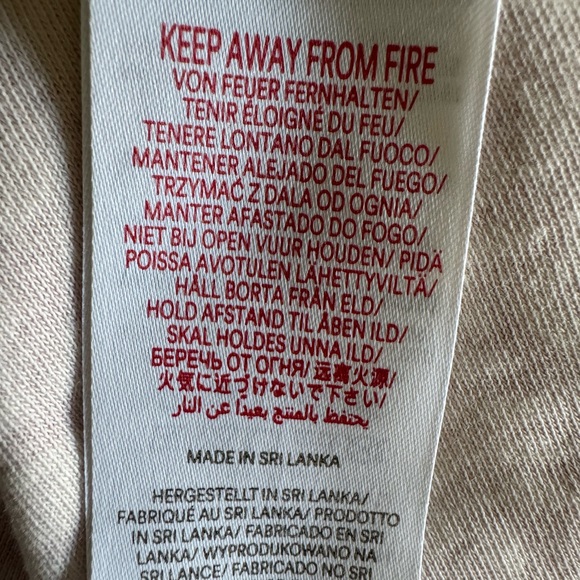 KEEP AWAY FROM FIRE
VON FEUER FERNHALTEN/
TENIR ÉLOIGNÉ DU FEU/
TENERE LONTANO DAL FUOCO/
MANTENER ALEJADO DEL FUEGO/
TRZYMAĆ Z DALA OD OGNIA/
MANTER AFASTADO DO FOGO/
NIET BIJ OPEN VUUR HOUDEN/ PIDÄ
POISSA AVOTULEN LÄHETTYVILTÄ/
HÅLL BORTA FRÅN ELD/
HOLD AFSTAND TIL ÅBEN ILD/
SKAL HOLDES UNNA ILD/
БЕРЕЧЬ ОТ ОГНЯ/ 远离火源/
火気に近づけないで下さい/
يحتفظ بالمنتج بعيداً عن النار
MADE IN SRI LANKA
HERGESTELLT IN SRI LANKA/
FABRIQUÉ AU SRI LANKA/ PRODOTTO
IN SRI LANKA/ FABRICADO EN SRI
LANKA/ WYPRODUKOWANO NA
SRI LANCE/ FABRICADO NO